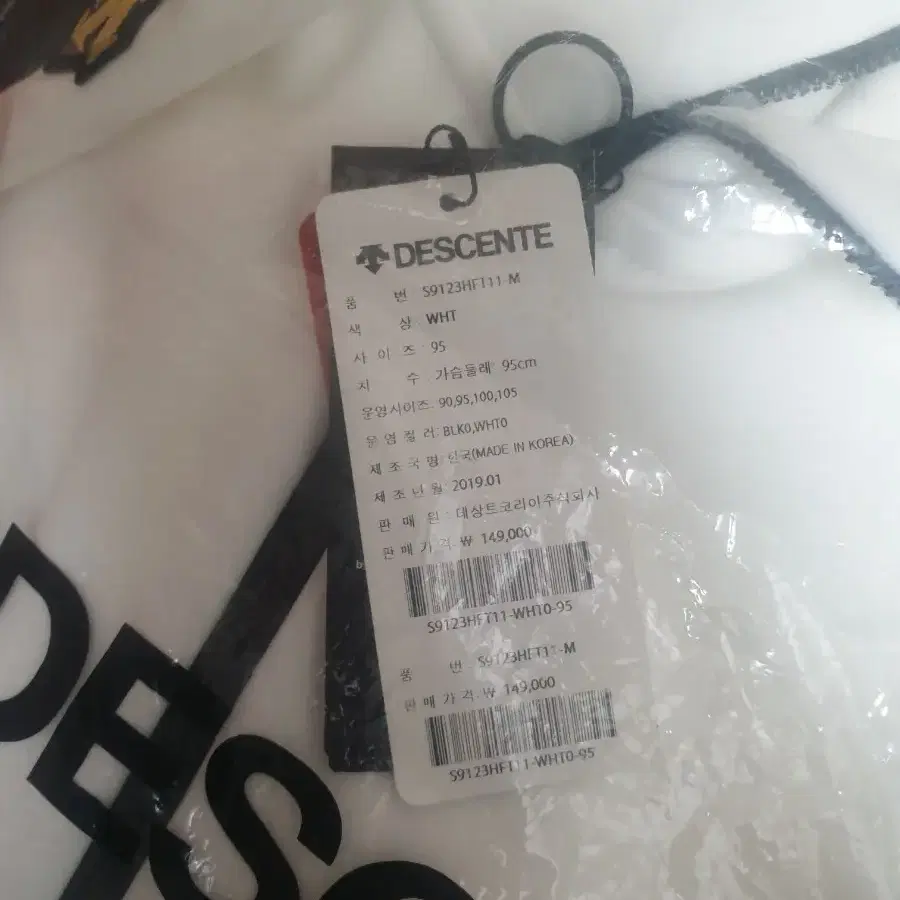 DESCENTE
품 번 S9123HFT11-M
색 상 : WHT
사 이 즈 : 95
치 수 가슴둘레 95cm
운영사이즈: 90,95,100,105
운 영 컬 러: BLK0,WHT0
제 조 국 형 한국(MADE IN KOREA)
제 조 년 월 2019.01
판 매 원 : 데상트코리아주식회사
판 매 가 격: ₩ 149,000
S9123HFT11-WHT0-95
품 번 : S9123HFT11-M
판 매 가 격: ₩ 149,000
S9123HFT11-WHT0-95
DESC